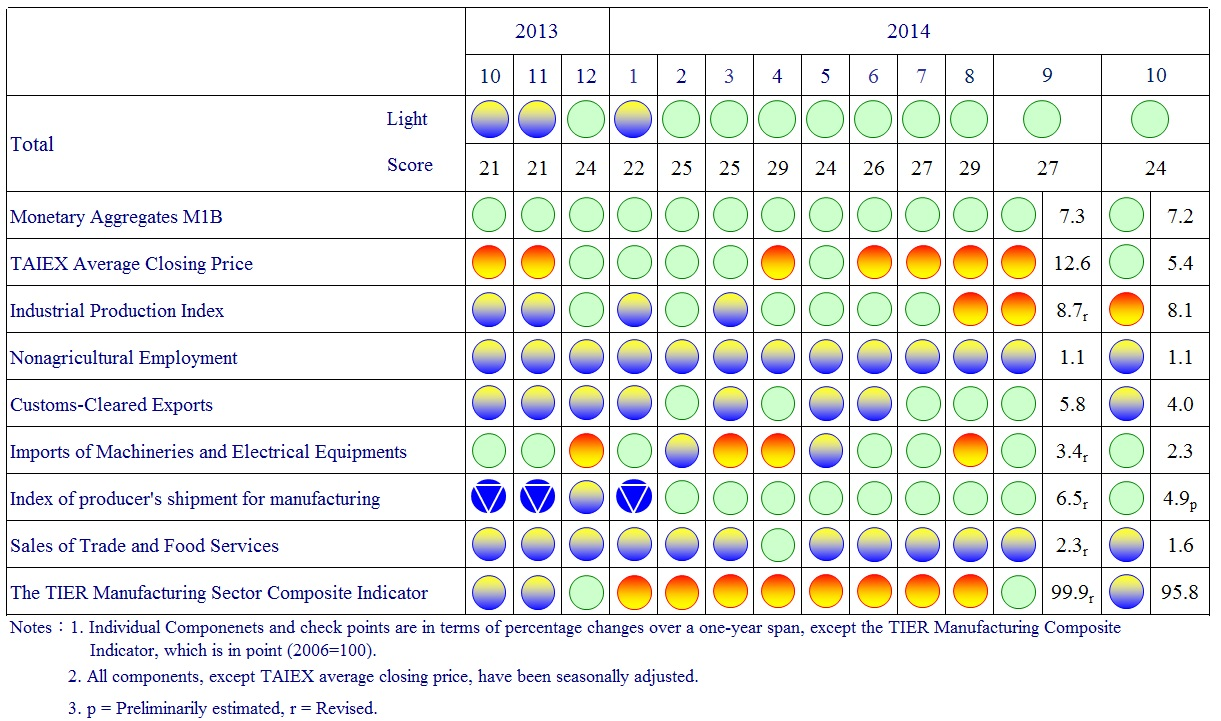 2013 2014
10 11 12 1 2 3 4 5 6 7 8 9 10
Light
Total
Score 21 21 24 22 25 25 29 24 26 27 29 27 24
Monetary Aggregates M1B 7.3 7.2
TAIEX Average Closing Price 12.6 5.4
Industrial Production Index 8.7r 8.1
Nonagricultural Employment 1.1 1.1
Customs-Cleared Exports 5.8 4.0
Imports of Machineries and Electrical Equipments 3.4r 2.3
Index of producer's shipment for manufacturing 6.5r 4.9p
Sales of Trade and Food Services 2.3r 1.6
The TIER Manufacturing Sector Composite Indicator 99.9r 95.8
Notes：1. Individual Componenets and check points are in terms of percentage changes over a one-year span, except the TIER Manufacturing Composite
Indicator, which is in point (2006=100).
2. All components, except TAIEX average closing price, have been seasonally adjusted.
3. p = Preliminarily estimated, r = Revised.